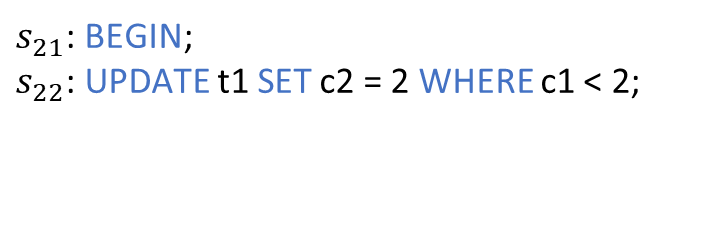 s₂₁: BEGIN;
s₂₂: UPDATE t1 SET c2 = 2 WHERE c1 < 2;